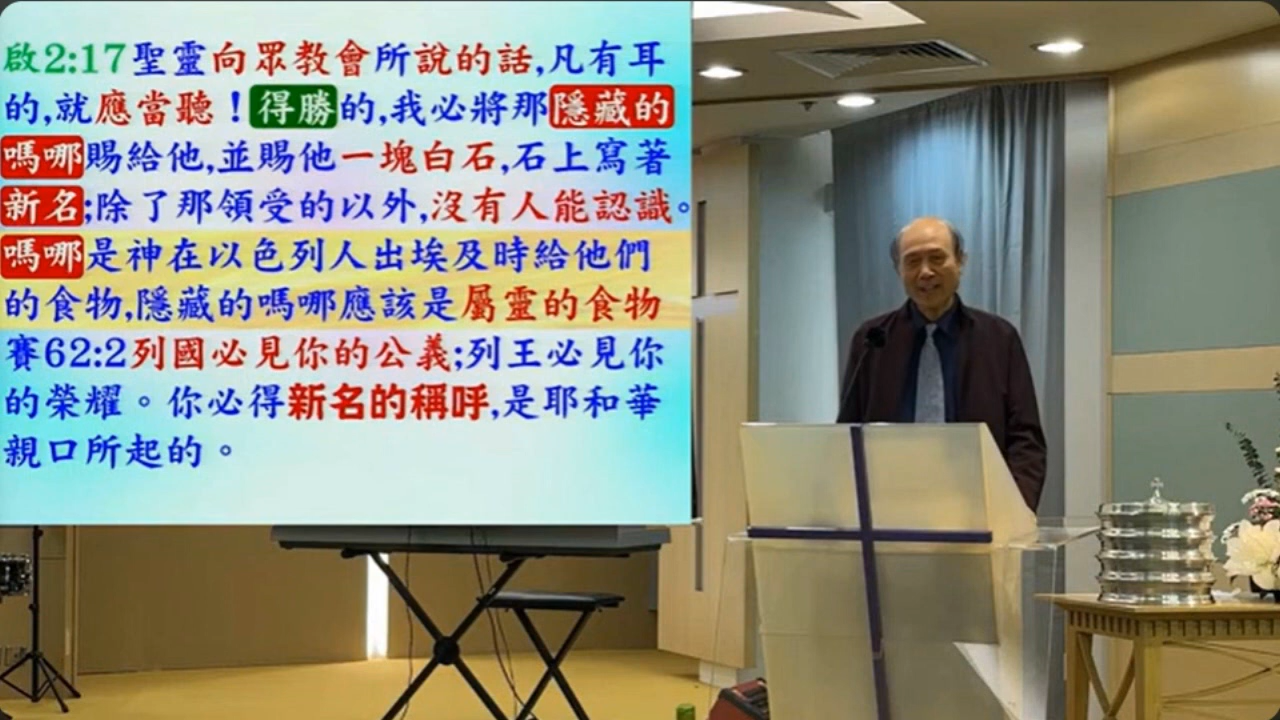 啟2:17聖靈向眾教會所說的話,凡有耳
的,就應當聽！得勝的,我必將那隱藏的
嗎哪賜給他,並賜他一塊白石,石上寫著
新名;除了那領受的以外,沒有人能認識。
嗎哪是神在以色列人出埃及時給他們
的食物,隱藏的嗎哪應該是屬靈的食物
賽62:2列國必見你的公義;列王必見你
的榮耀。你必得新名的稱呼,是耶和華
親口所起的。